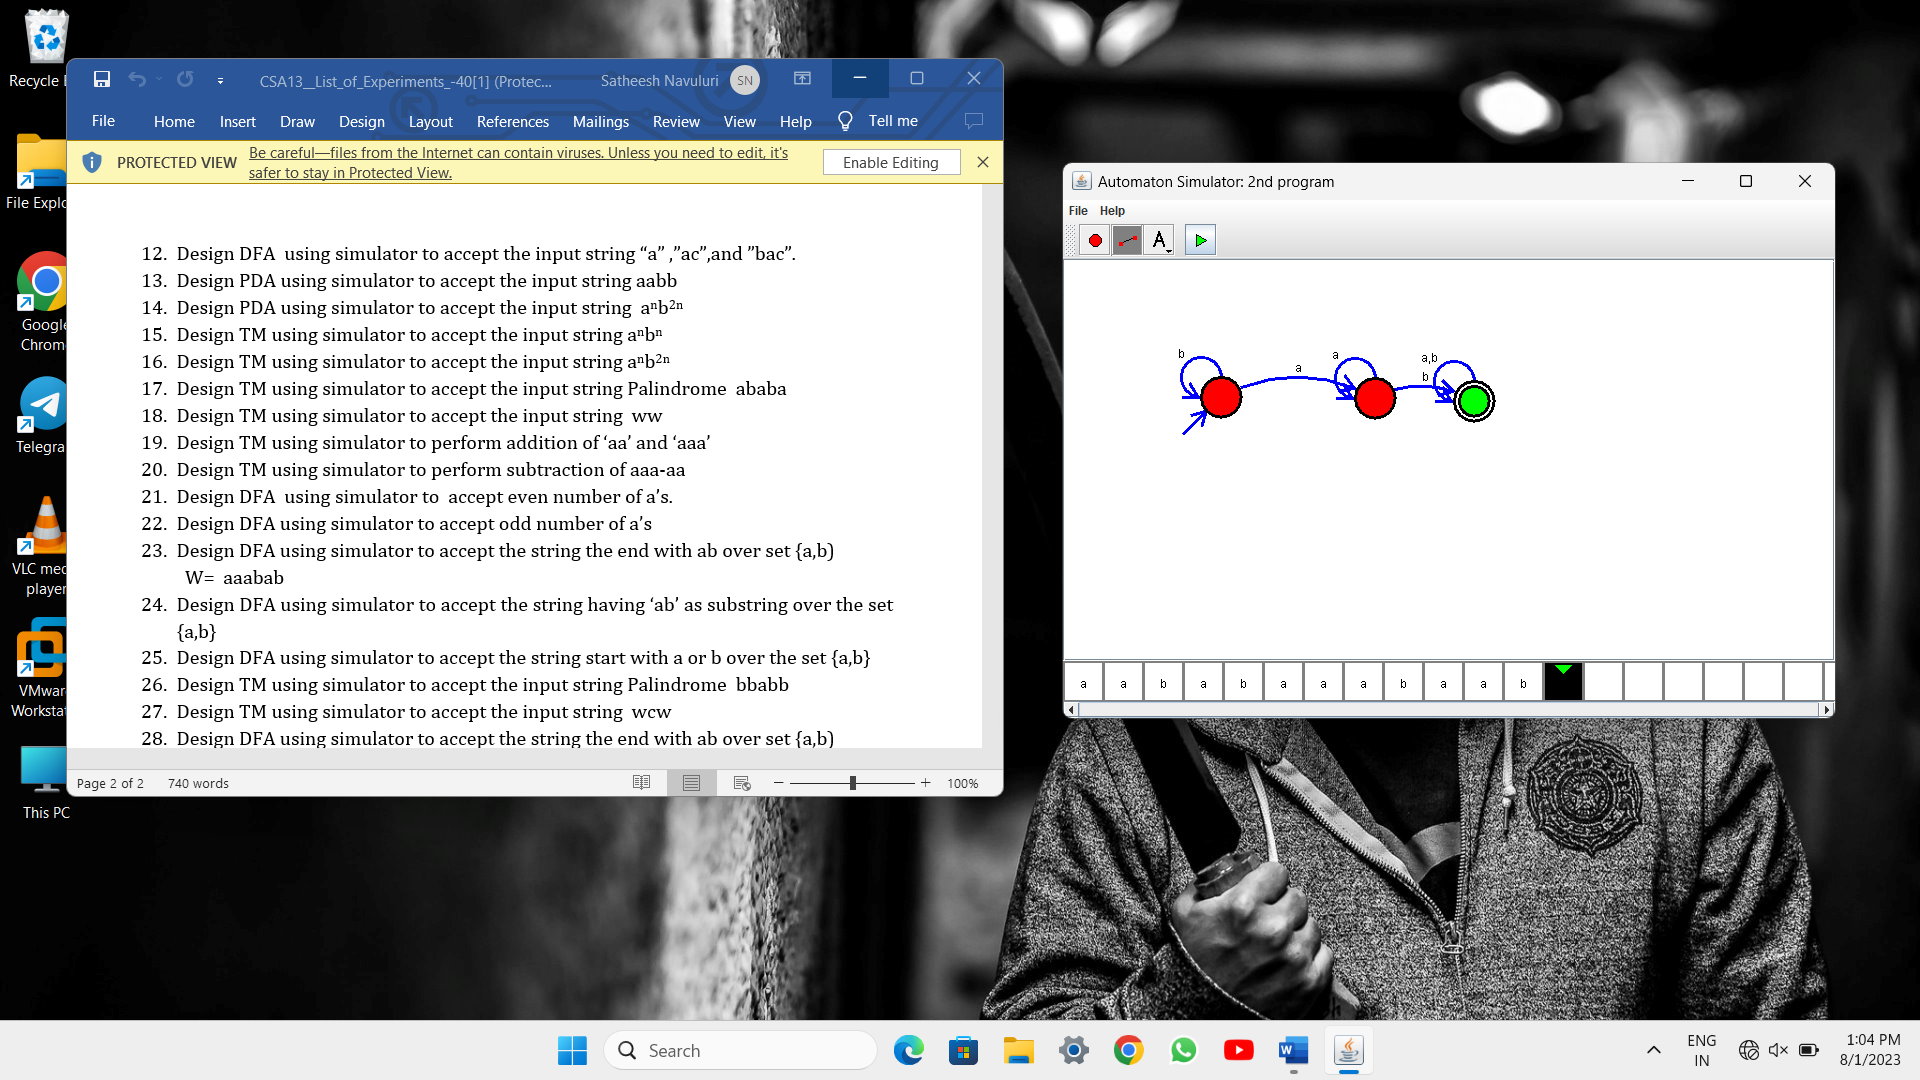 Recycle
File Explo
Google
Chrom
Telegra
VLC mec
player
VMwar
Workstat
This PC
CSA13__List_of_Experiments_-40[1] (Protec...
Satheesh Navuluri
SN
File Home Insert Draw Design Layout References Mailings Review View Help Tell me
PROTECTED VIEW
Be careful—files from the Internet can contain viruses. Unless you need to edit, it's
safer to stay in Protected View.
Enable Editing
12. Design DFA using simulator to accept the input string “a” ,”ac”,and ”bac”.
13. Design PDA using simulator to accept the input string aabb
14. Design PDA using simulator to accept the input string aⁿb²ⁿ
15. Design TM using simulator to accept the input string aⁿbⁿ
16. Design TM using simulator to accept the input string aⁿb²ⁿ
17. Design TM using simulator to accept the input string Palindrome ababa
18. Design TM using simulator to accept the input string ww
19. Design TM using simulator to perform addition of ‘aa’ and ‘aaa’
20. Design TM using simulator to perform subtraction of aaa-aa
21. Design DFA using simulator to accept even number of a’s.
22. Design DFA using simulator to accept odd number of a’s
23. Design DFA using simulator to accept the string the end with ab over set {a,b)
W= aaabab
24. Design DFA using simulator to accept the string having ‘ab’ as substring over the set
{a,b}
25. Design DFA using simulator to accept the string start with a or b over the set {a,b}
26. Design TM using simulator to accept the input string Palindrome bbabb
27. Design TM using simulator to accept the input string wcw
28. Design DFA using simulator to accept the string the end with ab over set {a,b)
Page 2 of 2 740 words
100%
Automaton Simulator: 2nd program
File Help
A
b
a
a
a,b
b
a a b a b a a a b a a b
Search
ENG
IN
1:04 PM
8/1/2023